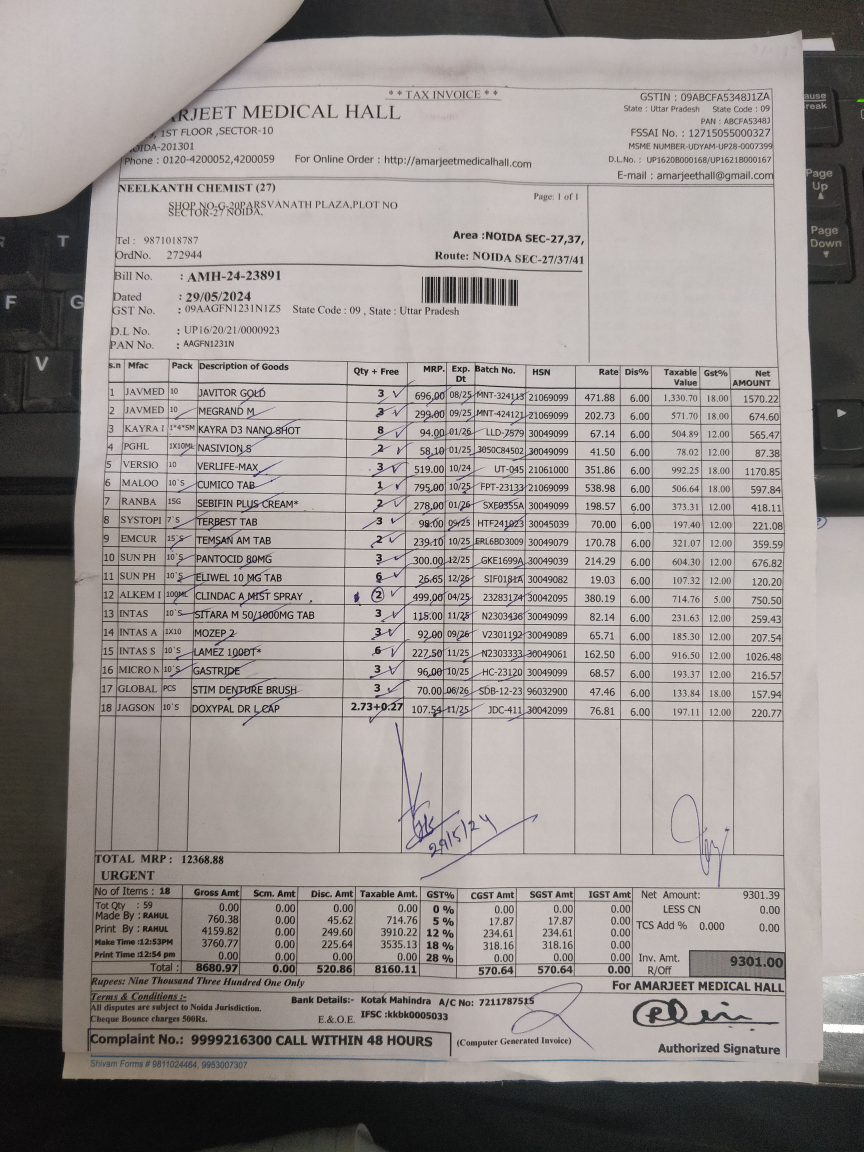 * * TAX INVOICE * *
ARJEET MEDICAL HALL
, 1ST FLOOR ,SECTOR-10
NOIDA-201301
Phone : 0120-4200052,4200059 For Online Order : http://amarjeetmedicalhall.com
GSTIN : 09ABCFA5348J1ZA
State : Uttar Pradesh State Code : 09
PAN : ABCFA5348J
FSSAI No. : 12715055000327
MSME NUMBER-UDYAM-UP28-0007399
D.L.No. : UP1620B000168/UP1621B000167
E-mail : amarjeethall@gmail.com
NEELKANTH CHEMIST (27)
Page: 1 of 1
SHOP NO-G-20PARSVANATH PLAZA,PLOT NO
SECTOR-27 NOIDA,
Tel : 9871018787
Area :NOIDA SEC-27,37,
OrdNo. 272944
Route: NOIDA SEC-27/37/41
Bill No. : AMH-24-23891
Dated : 29/05/2024
GST No. : 09AAGFN1231N1Z5 State Code : 09 , State : Uttar Pradesh
D.L No. : UP16/20/21/0000923
PAN No. : AAGFN1231N
s.n Mfac Pack Description of Goods Qty + Free MRP. Exp. Dt Batch No. HSN Rate Dis% Taxable Value Gst% Net AMOUNT
1 JAVMED 10 JAVITOR GOLD 3 696.00 08/25 MNT-324113 21069099 471.88 6.00 1,330.70 18.00 1570.22
2 JAVMED 10 MEGRAND M 3 299.00 09/25 MNT-424121 21069099 202.73 6.00 571.70 18.00 674.60
3 KAYRA I 1*4*5M KAYRA D3 NANO SHOT 8 94.00 01/26 LLD-7579 30049099 67.14 6.00 504.89 12.00 565.47
4 PGHL 1X10ML NASIVION S 2 58.10 01/25 3050C84502 30049099 41.50 6.00 78.02 12.00 87.38
5 VERSIO 10 VERLIFE-MAX 3 519.00 10/24 UT-045 21061000 351.86 6.00 992.25 18.00 1170.85
6 MALOO 10`S CUMICO TAB 1 795.00 10/25 FPT-23133 21069099 538.98 6.00 506.64 18.00 597.84
7 RANBA 15G SEBIFIN PLUS CREAM* 2 278.00 01/26 SXE0355A 30049099 198.57 6.00 373.31 12.00 418.11
8 SYSTOPI 7`S TERBEST TAB 3 98.00 09/25 HTF241023 30045039 70.00 6.00 197.40 12.00 221.08
9 EMCUR 15`S TEMSAN AM TAB 2 239.10 10/25 ERL6BD3009 30049079 170.78 6.00 321.07 12.00 359.59
10 SUN PH 10`S PANTOCID 80MG 3 300.00 12/25 GKE1699A 30049039 214.29 6.00 604.30 12.00 676.82
11 SUN PH 10`S ELIWEL 10 MG TAB 6 26.65 12/26 SIF0181A 30049082 19.03 6.00 107.32 12.00 120.20
12 ALKEM I 100ML CLINDAC A MIST SPRAY 2 499.00 04/25 23283174 30042095 380.19 6.00 714.76 5.00 750.50
13 INTAS 10`S SITARA M 50/1000MG TAB 3 115.00 11/25 N2303436 30049099 82.14 6.00 231.63 12.00 259.43
14 INTAS A 1X10 MOZEP 2 3 92.00 09/26 V2301192 30049089 65.71 6.00 185.30 12.00 207.54
15 INTAS S 10`S LAMEZ 100DT* 6 227.50 11/25 N2303333 30049061 162.50 6.00 916.50 12.00 1026.48
16 MICRO N 10`S GASTRIDE 3 96.00 10/25 HC-23120 30049099 68.57 6.00 193.37 12.00 216.57
17 GLOBAL PCS STIM DENTURE BRUSH 3 70.00 06/26 SDB-12-23 96032900 47.46 6.00 133.84 18.00 157.94
18 JAGSON 10`S DOXYPAL DR L CAP 2.73+0.27 107.54 11/25 JDC-411 30042099 76.81 6.00 197.11 12.00 220.77
29/5/24
TOTAL MRP : 12368.88
URGENT
No of Items : 18 Gross Amt Scm. Amt Disc. Amt Taxable Amt. GST% CGST Amt SGST Amt IGST Amt Net Amount: 9301.39
Tot Qty : 59 0.00 0.00 0.00 0.00 0 % 0.00 0.00 0.00 LESS CN 0.00
Made By : RAHUL 760.38 0.00 45.62 714.76 5 % 17.87 17.87 0.00 TCS Add % 0.000 0.00
Print By : RAHUL 4159.82 0.00 249.60 3910.22 12 % 234.61 234.61 0.00
Make Time :12:53PM 3760.77 0.00 225.64 3535.13 18 % 318.16 318.16 0.00
Print Time :12:54 pm 0.00 0.00 0.00 0.00 28 % 0.00 0.00 0.00 Inv. Amt. 9301.00
Total : 8680.97 0.00 520.86 8160.11 570.64 570.64 0.00 R/Off
Rupees: Nine Thousand Three Hundred One Only
For AMARJEET MEDICAL HALL
Terms & Conditions :-
All disputes are subject to Noida Jurisdiction.
Cheque Bounce charges 500Rs.
Bank Details:- Kotak Mahindra A/C No: 7211787515
E.&.O.E. IFSC :kkbk0005033
Complaint No.: 9999216300 CALL WITHIN 48 HOURS
(Computer Generated Invoice)
Authorized Signature
Shivam Forms # 9811024464, 9953007307
ause
reak
Page
Up
Page
Down
T
F
G
V